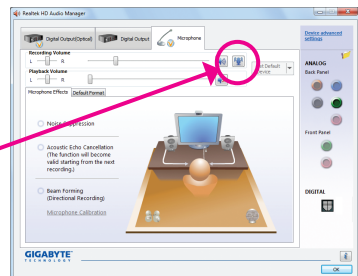 Realtek HD Audio Manager
Digital Output(Optical)
Digital Output
Microphone
Device advanced
settings
Recording Volume
L
R
Playback Volume
L
R
Default
Device
ANALOG
Back Panel
Microphone Effects
Default Format
Noise Suppression
Acoustic Echo Cancellation
(The function will become
valid starting from the next
recording.)
Front Panel
Beam Forming
(Directional Recording)
Microphone Calibration
DIGITAL
GIGABYTE
TECHNOLOGY
OK